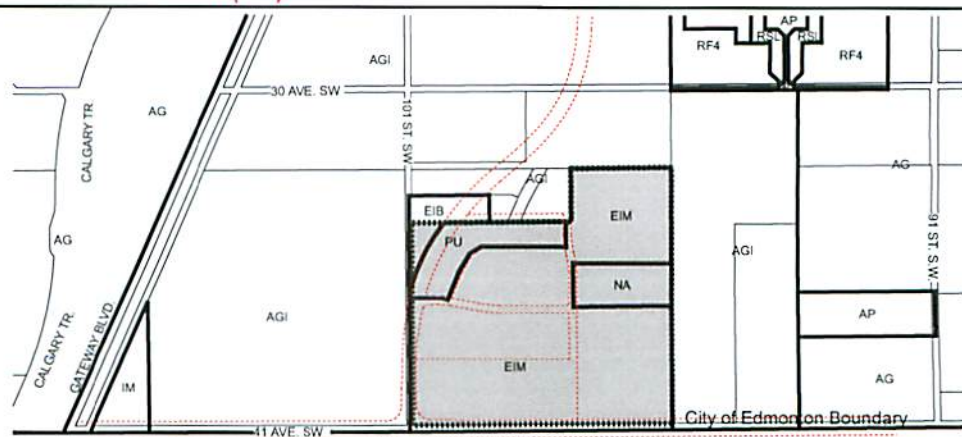 AP
RSL
RSL
RF4
RF4
AGI
30 AVE. SW
AG
CALGARY TR.
101 ST. SW
AG
AGI
EIM
EIB
PU
AGI
91 ST. S.W.
AG
NA
AP
AGI
EIM
CALGARY TR.
GATEWAY BLVD
IM
AG
City of Edmonton Boundary
41 AVE. SW